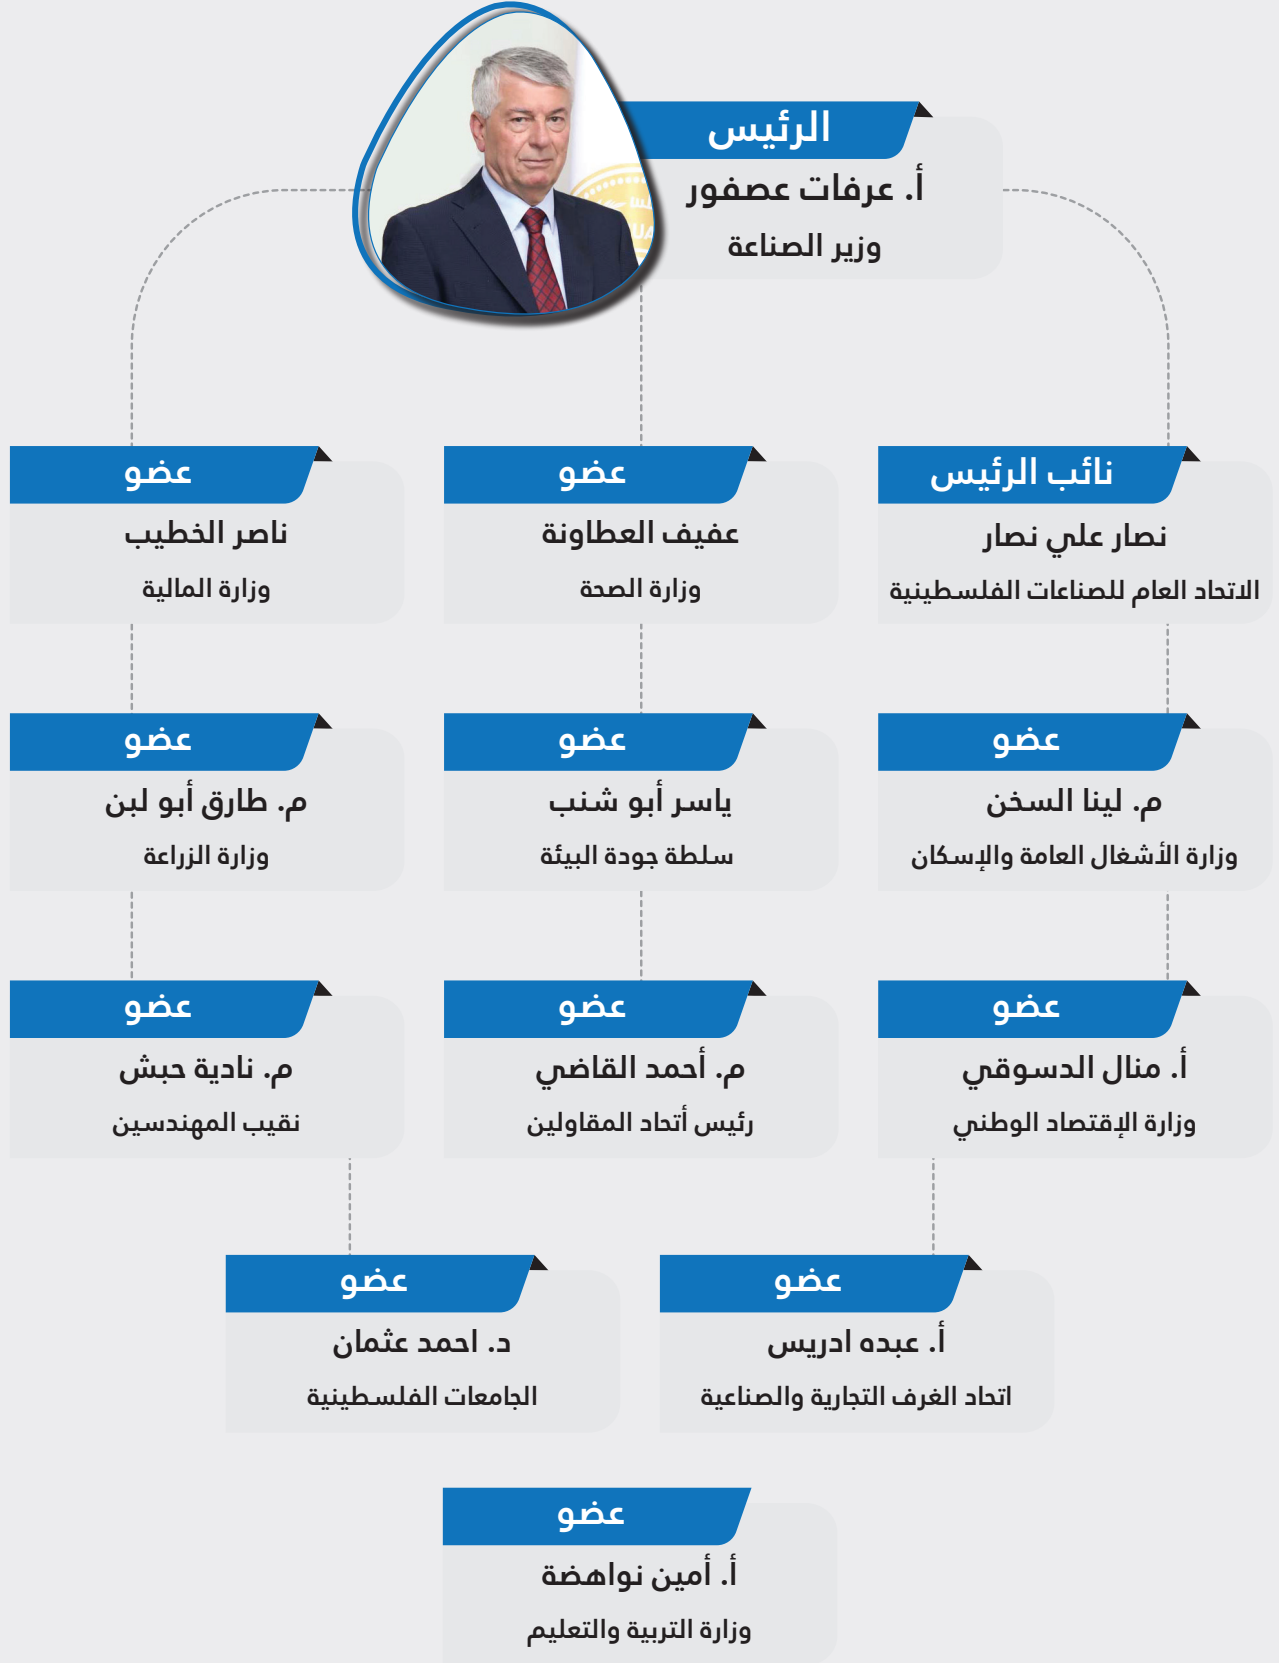 الرئيس
أ. عرفات عصفور
وزير الصناعة
نائب الرئيس
نصار علي نصار
الاتحاد العام للصناعات الفلسطينية
عضو
عفيف العطاونة
وزارة الصحة
عضو
ناصر الخطيب
وزارة المالية
عضو
م. لينا السخن
وزارة الأشغال العامة والإسكان
عضو
ياسر أبو شنب
سلطة جودة البيئة
عضو
م. طارق أبو لبن
وزارة الزراعة
عضو
أ. منال الدسوقي
وزارة الإقتصاد الوطني
عضو
م. أحمد القاضي
رئيس أتحاد المقاولين
عضو
م. نادية حبش
نقيب المهندسين
عضو
أ. عبده ادريس
اتحاد الغرف التجارية والصناعية
عضو
د. احمد عثمان
الجامعات الفلسطينية
عضو
أ. أمين نواهضة
وزارة التربية والتعليم